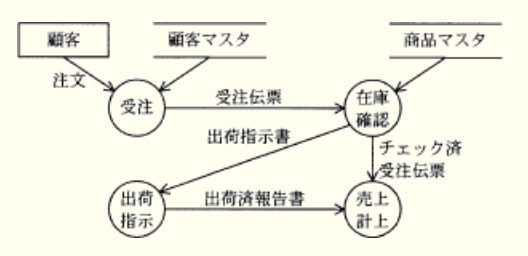 顧客
顧客マスタ
商品マスタ
注文
受注
受注伝票
在庫
確認
出荷指示書
チェック済
受注伝票
出荷
指示
出荷済報告書
売上
計上